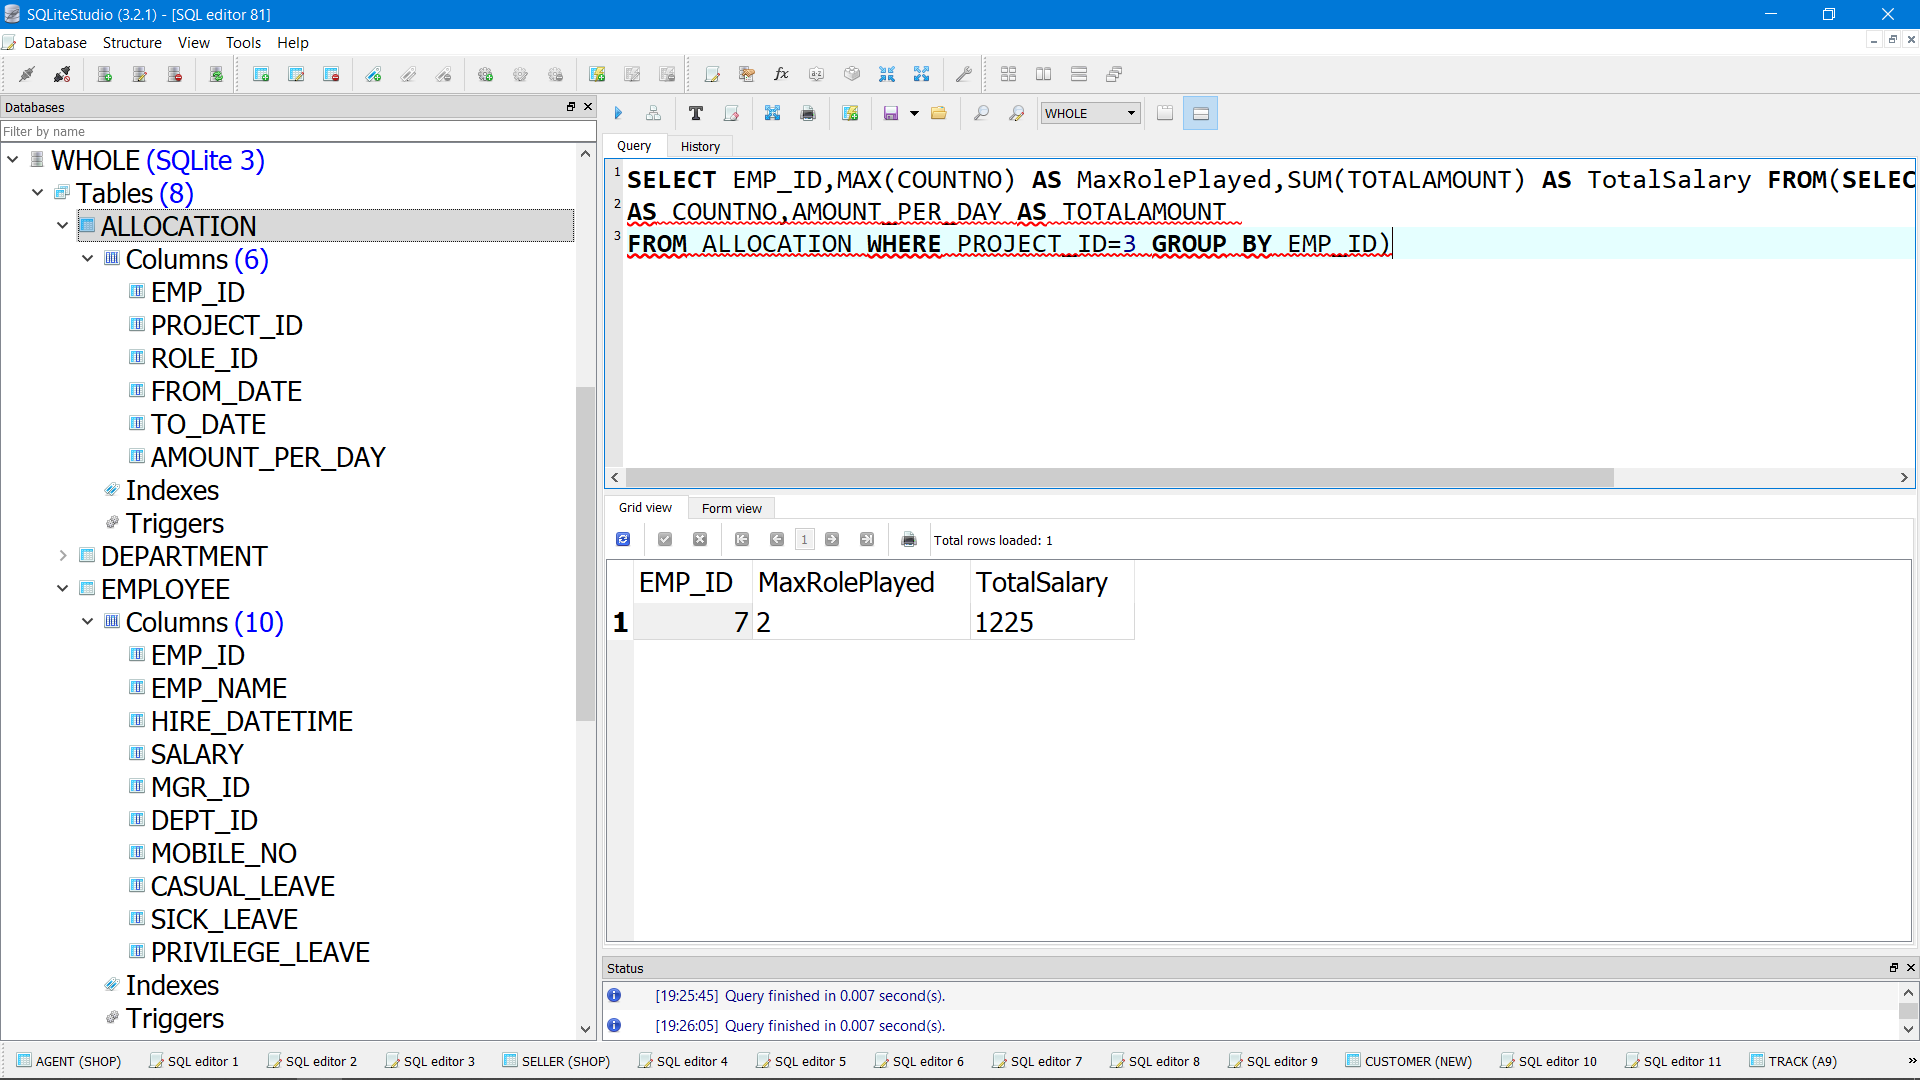 SQLiteStudio (3.2.1) - [SQL editor 81]
Database Structure View Tools Help
Databases
Filter by name
WHOLE (SQLite 3)
Tables (8)
ALLOCATION
Columns (6)
EMP_ID
PROJECT_ID
ROLE_ID
FROM_DATE
TO_DATE
AMOUNT_PER_DAY
Indexes
Triggers
DEPARTMENT
EMPLOYEE
Columns (10)
EMP_ID
EMP_NAME
HIRE_DATETIME
SALARY
MGR_ID
DEPT_ID
MOBILE_NO
CASUAL_LEAVE
SICK_LEAVE
PRIVILEGE_LEAVE
Indexes
Triggers
WHOLE
Query History
1 SELECT EMP_ID,MAX(COUNTNO) AS MaxRolePlayed,SUM(TOTALAMOUNT) AS TotalSalary FROM(SELEC
2 AS COUNTNO,AMOUNT_PER_DAY AS TOTALAMOUNT
3 FROM ALLOCATION WHERE PROJECT_ID=3 GROUP BY EMP_ID)
Grid view Form view
1 Total rows loaded: 1
EMP_ID MaxRolePlayed TotalSalary
1 7 2 1225
Status
[19:25:45] Query finished in 0.007 second(s).
[19:26:05] Query finished in 0.007 second(s).
AGENT (SHOP) SQL editor 1 SQL editor 2 SQL editor 3 SELLER (SHOP) SQL editor 4 SQL editor 5 SQL editor 6 SQL editor 7 SQL editor 8 SQL editor 9 CUSTOMER (NEW) SQL editor 10 SQL editor 11 TRACK (A9) »